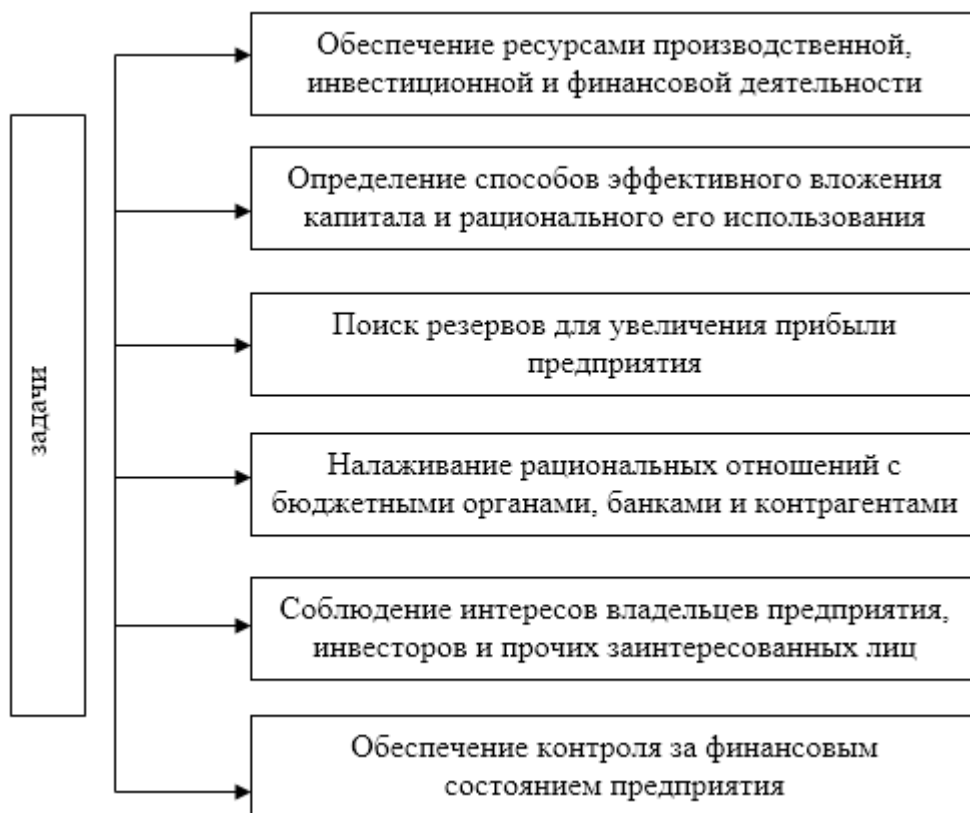 задачи
Обеспечение ресурсами производственной,
инвестиционной и финансовой деятельности
Определение способов эффективного вложения
капитала и рационального его использования
Поиск резервов для увеличения прибыли
предприятия
Налаживание рациональных отношений с
бюджетными органами, банками и контрагентами
Соблюдение интересов владельцев предприятия,
инвесторов и прочих заинтересованных лиц
Обеспечение контроля за финансовым
состоянием предприятия